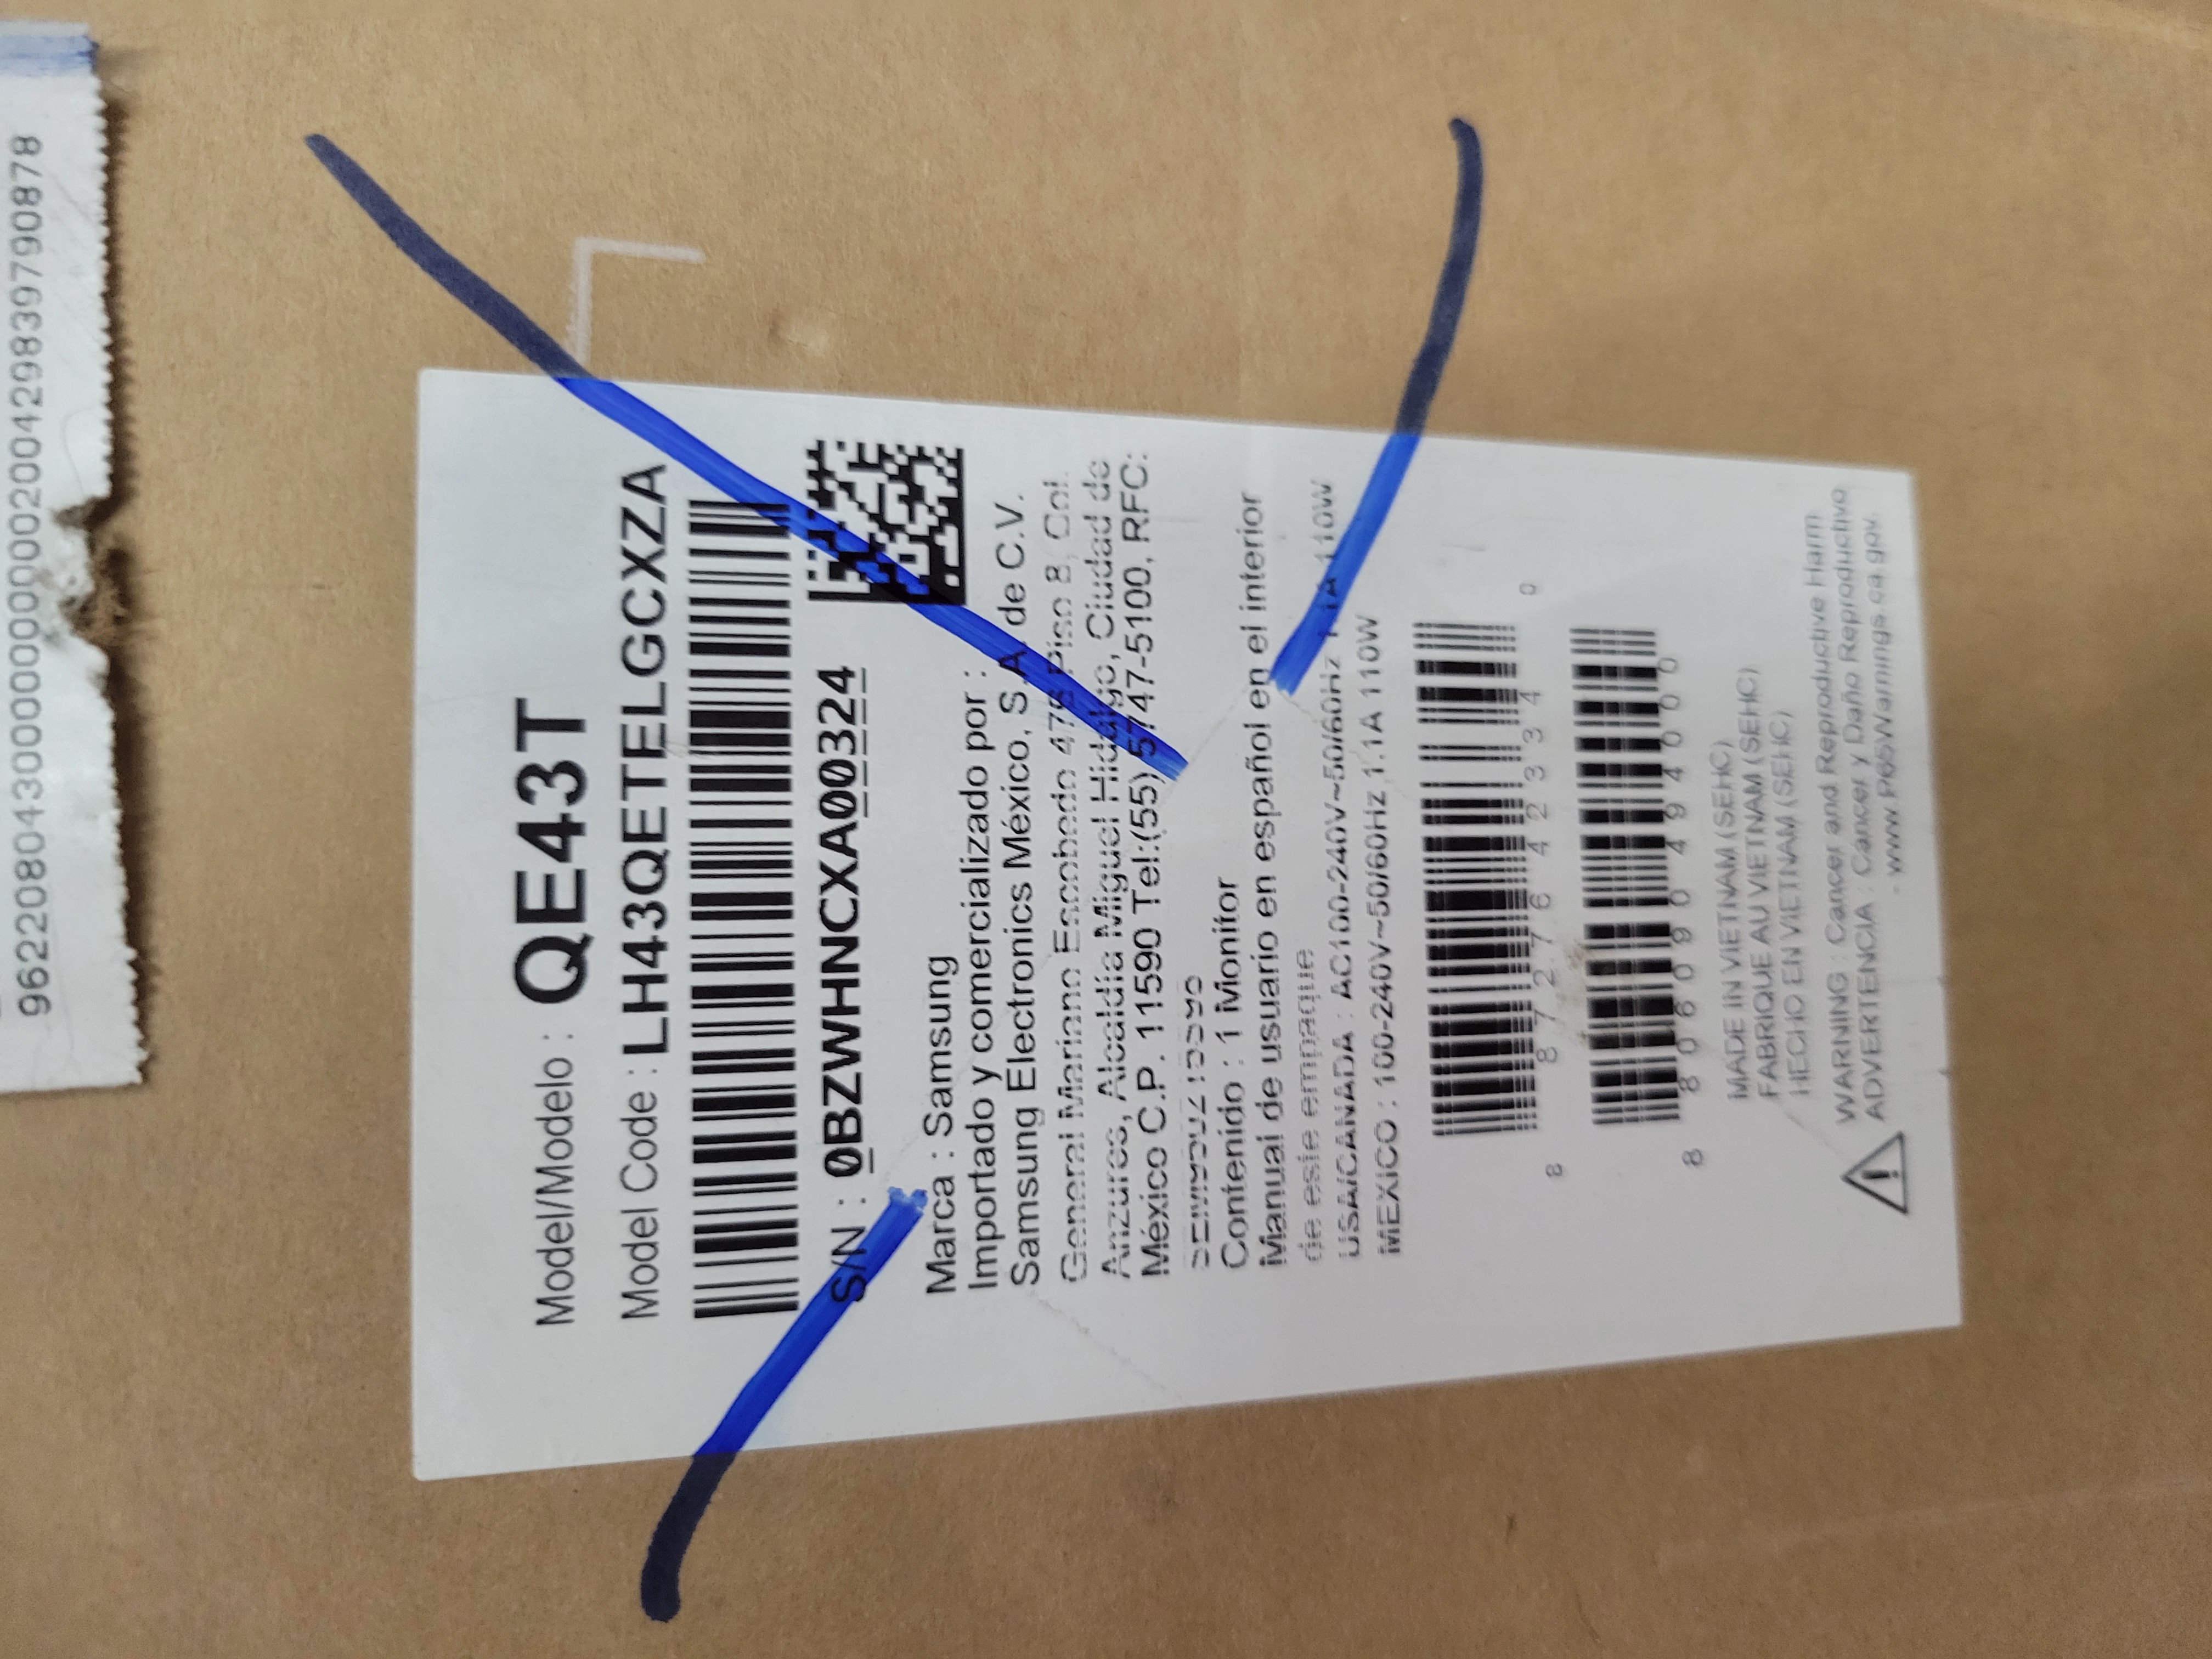 9622080430000000000200429839790878
Model/Modelo : QE43T
Model Code : LH43QETELGCXZA
S/N : 0BZWHNCXA00324
Marca : Samsung
Importado y comercializado por :
Samsung Electronics México, S.A. de C.V.
General Mariano Escobedo 476 Piso 8, Col.
Anzures, Alcaldía Miguel Hidalgo, Ciudad de
México C.P. 11590 Tel:(55) 5747-5100, RFC:
Contenido : 1 Monitor
Manual de usuario en español en el interior
de este empaque
USA/CANADA : AC100-240V~50/60Hz 1.1A 110W
MEXICO : 100-240V~50/60Hz 1.1A 110W
8 87276 42334 0
8 806090 494000
MADE IN VIETNAM (SEHC)
FABRIQUE AU VIETNAM (SEHC)
HECHO EN VIETNAM (SEHC)
WARNING : Cancer and Reproductive Harm
ADVERTENCIA : Cancer y Daño Reproductivo
- www.P65Warnings.ca.gov.